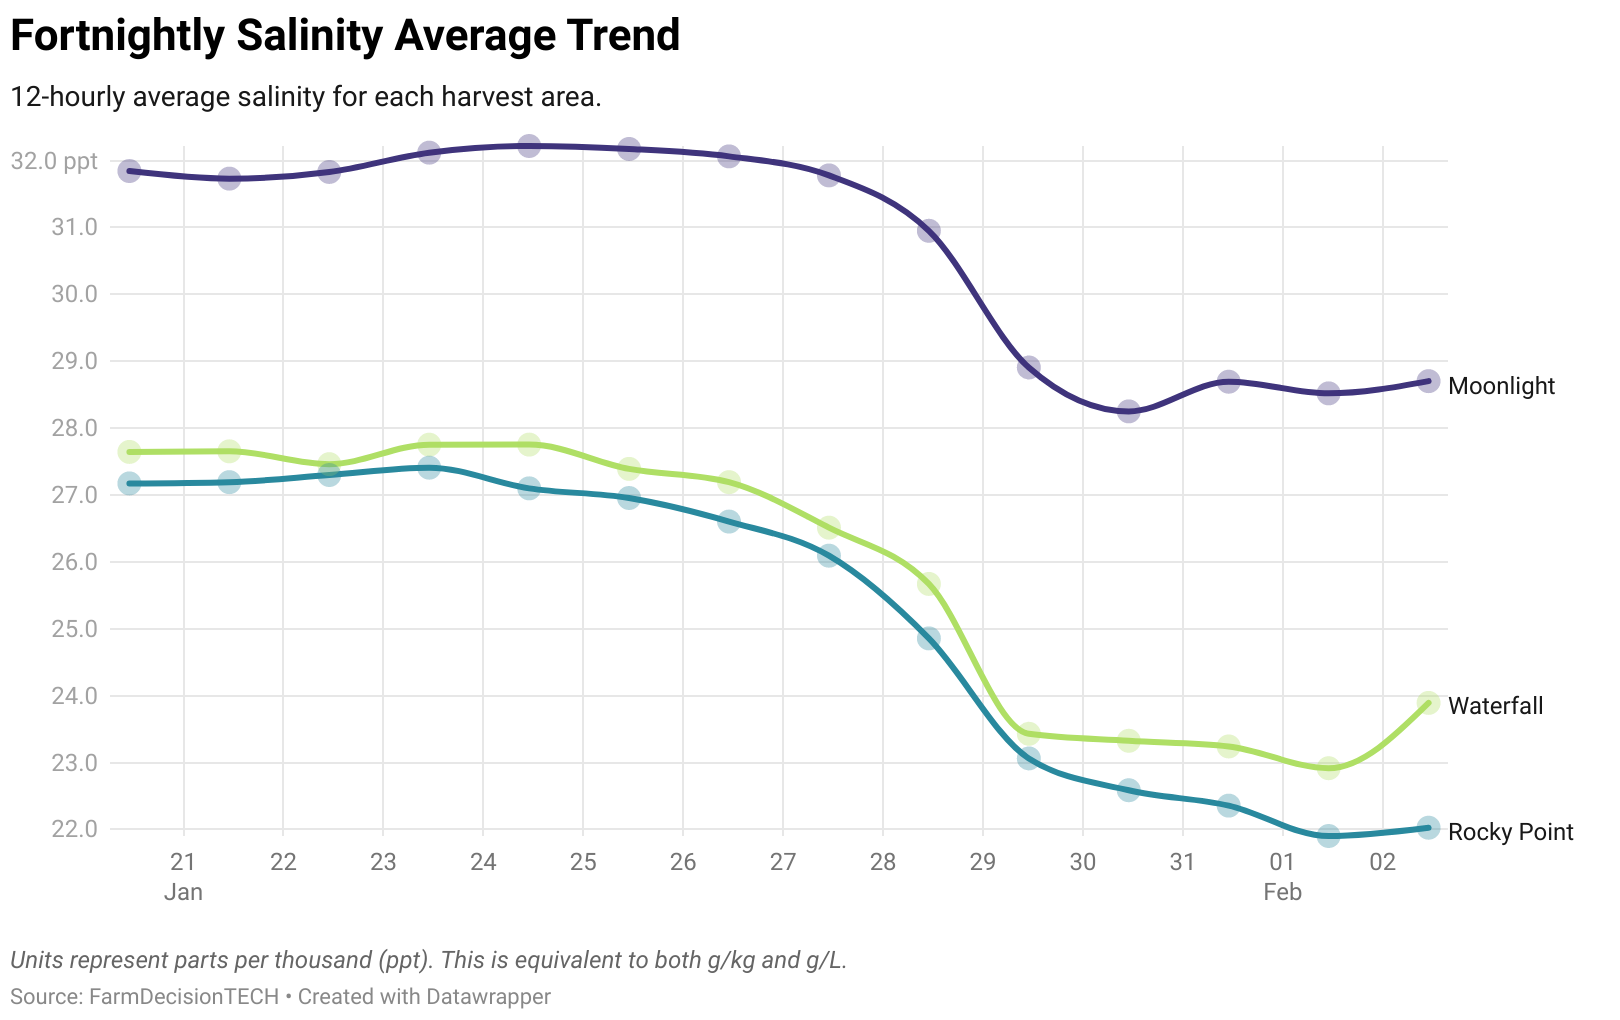 Fortnightly Salinity Average Trend
12-hourly average salinity for each harvest area.
32.0 ppt
31.0
30.0
29.0
Moonlight
28.0
27.0
26.0
25.0
24.0
Waterfall
23.0
22.0
Rocky Point
21 22 23 24 25 26 27 28 29 30 31 01 02
Jan Feb
Units represent parts per thousand (ppt). This is equivalent to both g/kg and g/L.
Source: FarmDecisionTECH • Created with Datawrapper